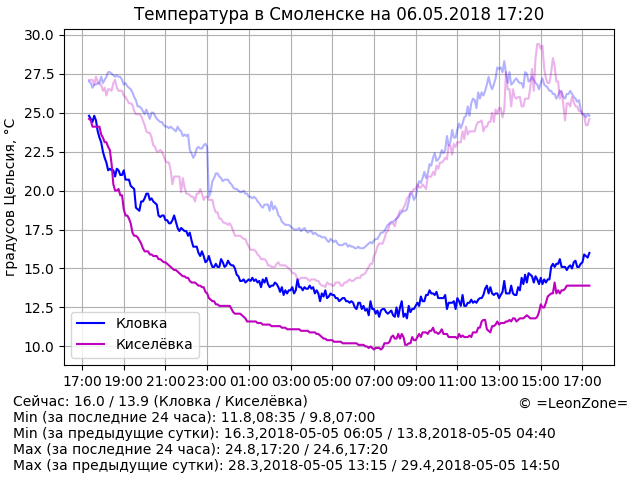 Температура в Смоленске на 06.05.2018 17:20
градусов Цельсия, °C
30.0
27.5
25.0
22.5
20.0
17.5
15.0
12.5
10.0
Кловка
Киселёвка
17:00 19:00 21:00 23:00 01:00 03:00 05:00 07:00 09:00 11:00 13:00 15:00 17:00
Сейчас: 16.0 / 13.9 (Кловка / Киселёвка)
© =LeonZone=
Min (за последние 24 часа): 11.8,08:35 / 9.8,07:00
Min (за предыдущие сутки): 16.3,2018-05-05 06:05 / 13.8,2018-05-05 04:40
Max (за последние 24 часа): 24.8,17:20 / 24.6,17:20
Max (за предыдущие сутки): 28.3,2018-05-05 13:15 / 29.4,2018-05-05 14:50